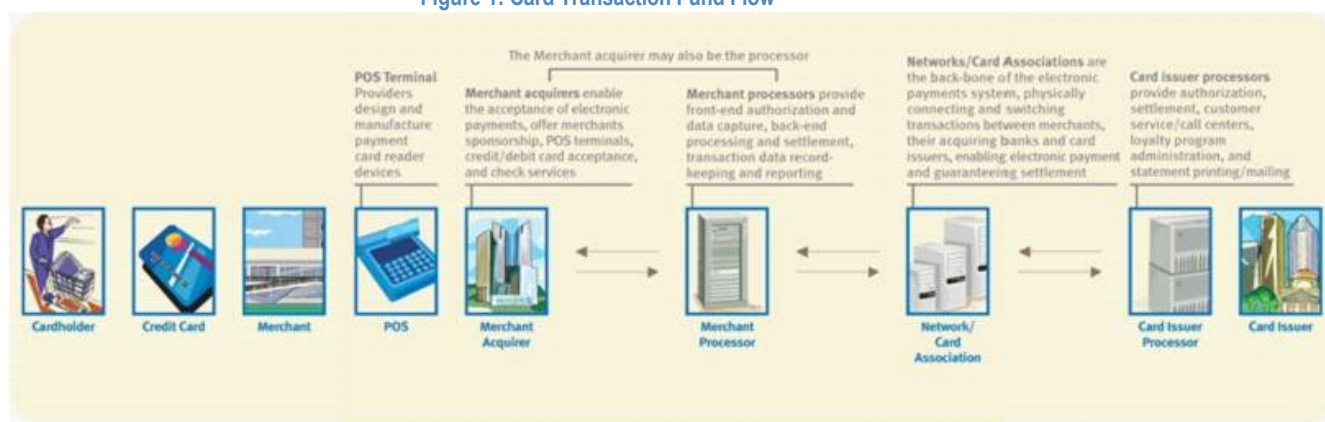 Figure 1: Card Transaction Fund Flow
The Merchant acquirer may also be the processor
POS Terminal
Providers
design and
manufacture
payment
card reader
devices
Merchant acquirers enable
the acceptance of electronic
payments, offer merchants
sponsorship, POS terminals,
credit/debit card acceptance,
and check services
Merchant processors provide
front-end authorization and
data capture, back-end
processing and settlement,
transaction data record-
keeping and reporting
Networks/Card Associations are
the back-bone of the electronic
payments system, physically
connecting and switching
transactions between merchants,
their acquiring banks and card
issuers, enabling electronic payment
and guaranteeing settlement
Card issuer processors
provide authorization,
settlement, customer
service/call centers,
loyalty program
administration, and
statement printing/mailing
Cardholder
Credit Card
Merchant
POS
Merchant
Acquirer
Merchant
Processor
Network/
Card
Association
Card Issuer
Processor
Card Issuer